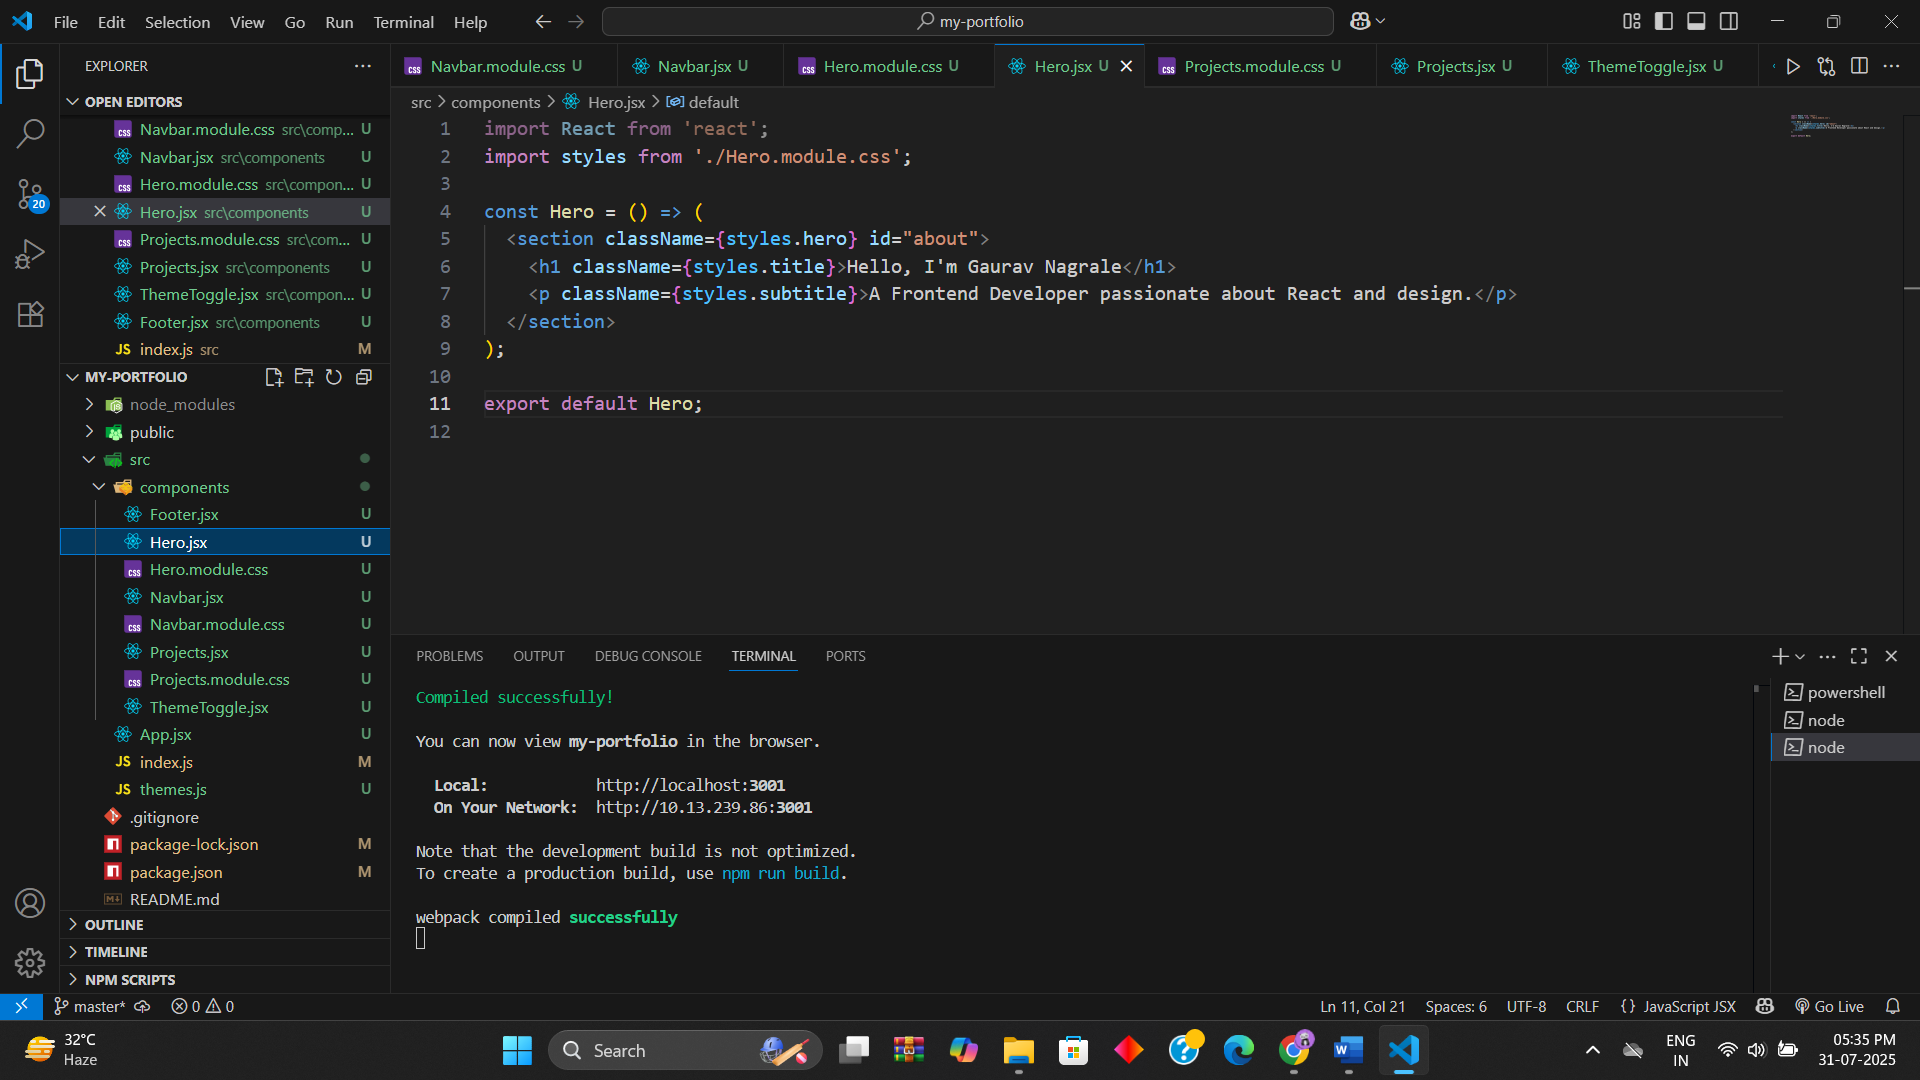 File Edit Selection View Go Run Terminal Help
my-portfolio
EXPLORER
OPEN EDITORS
Navbar.module.css src\comp... U
Navbar.jsx src\components U
Hero.module.css src\compon... U
Hero.jsx src\components U
Projects.module.css src\com... U
Projects.jsx src\components U
ThemeToggle.jsx src\compon... U
Footer.jsx src\components U
JS index.js src M
MY-PORTFOLIO
node_modules
public
src
components
Footer.jsx U
Hero.jsx U
Hero.module.css U
Navbar.jsx U
Navbar.module.css U
Projects.jsx U
Projects.module.css U
ThemeToggle.jsx U
App.jsx U
JS index.js M
JS themes.js U
.gitignore
package-lock.json M
package.json M
README.md
OUTLINE
TIMELINE
NPM SCRIPTS
20
Navbar.module.css U Navbar.jsx U Hero.module.css U Hero.jsx U Projects.module.css U Projects.jsx U ThemeToggle.jsx U
src > components > Hero.jsx > default
1 import React from 'react';
2 import styles from './Hero.module.css';
3
4 const Hero = () => (
5 <section className={styles.hero} id="about">
6 <h1 className={styles.title}>Hello, I'm Gaurav Nagrale</h1>
7 <p className={styles.subtitle}>A Frontend Developer passionate about React and design.</p>
8 </section>
9 );
10
11 export default Hero;
12
PROBLEMS OUTPUT DEBUG CONSOLE TERMINAL PORTS
Compiled successfully!
You can now view my-portfolio in the browser.
Local: http://localhost:3001
On Your Network: http://10.13.239.86:3001
Note that the development build is not optimized.
To create a production build, use npm run build.
webpack compiled successfully
powershell
node
node
master* 0 0
Ln 11, Col 21 Spaces: 6 UTF-8 CRLF {} JavaScript JSX Go Live
32°C
Haze
Search
ENG
IN
05:35 PM
31-07-2025